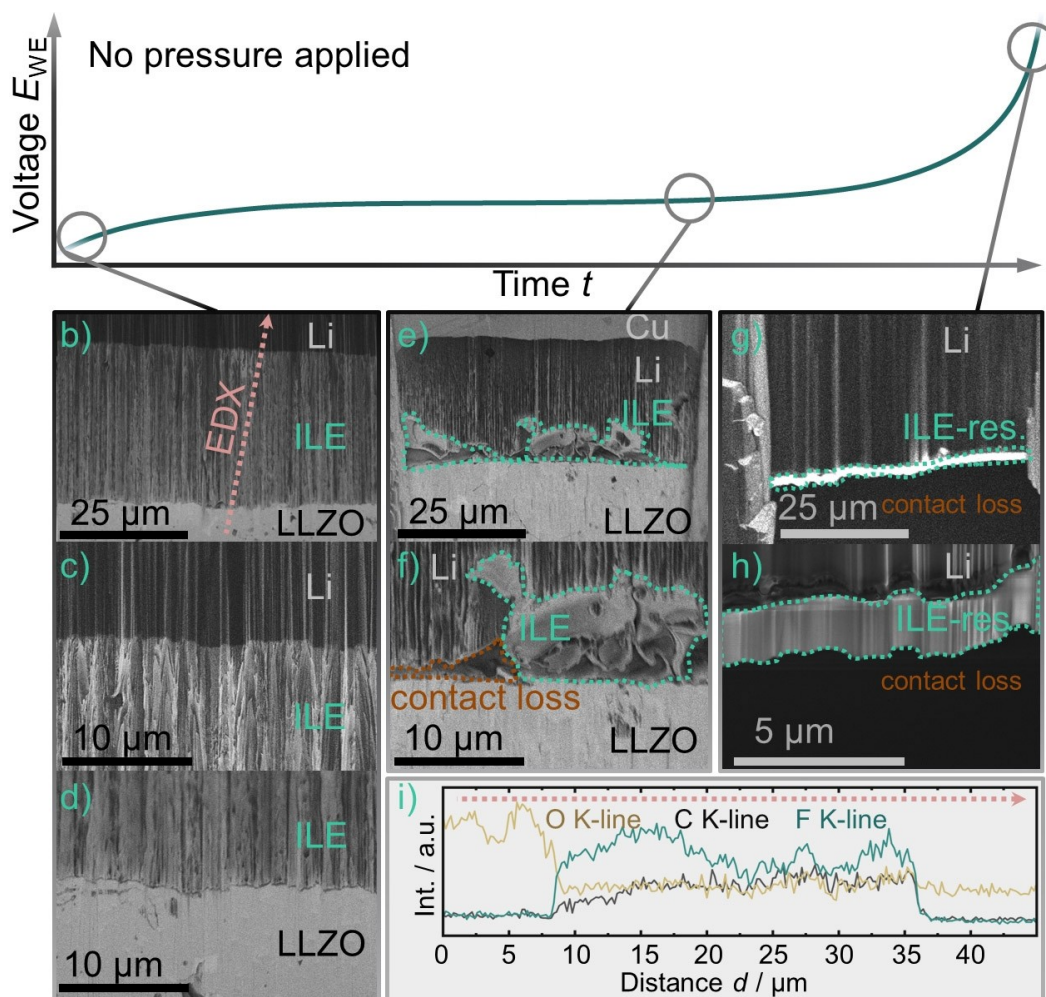 No pressure applied
Voltage E_WE
Time t
b)
Li
EDX
ILE
25 µm
LLZO
c)
Li
ILE
10 µm
d)
ILE
LLZO
10 µm
e)
Cu
Li
ILE
25 µm
f)
Li
ILE
contact loss
10 µm
LLZO
g)
Li
ILE-res.
contact loss
25 µm
h)
Li
ILE-res.
contact loss
5 µm
i)
O K-line C K-line F K-line
Int. / a.u.
0 5 10 15 20 25 30 35 40
Distance d / µm